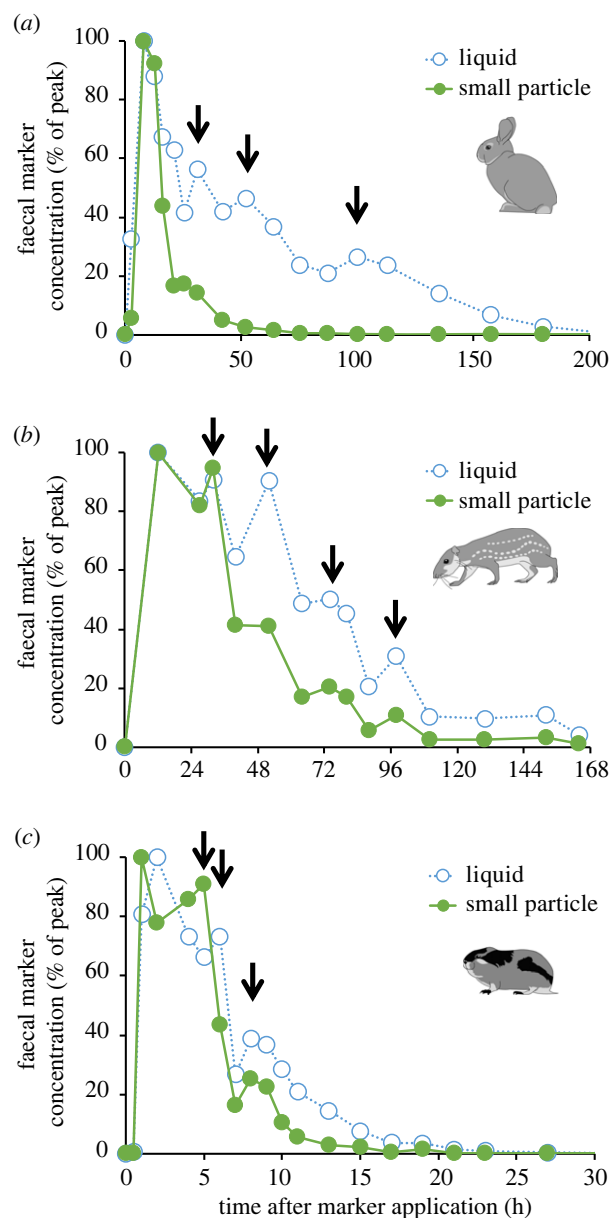 (a)
100
80
60
40
20
0
faecal marker
concentration (% of peak)
liquid
small particle
0 50 100 150 200
(b)
100
80
60
40
20
0
faecal marker
concentration (% of peak)
liquid
small particle
0 24 48 72 96 120 144 168
(c)
100
80
60
40
20
0
faecal marker
concentration (% of peak)
liquid
small particle
0 5 10 15 20 25 30
time after marker application (h)